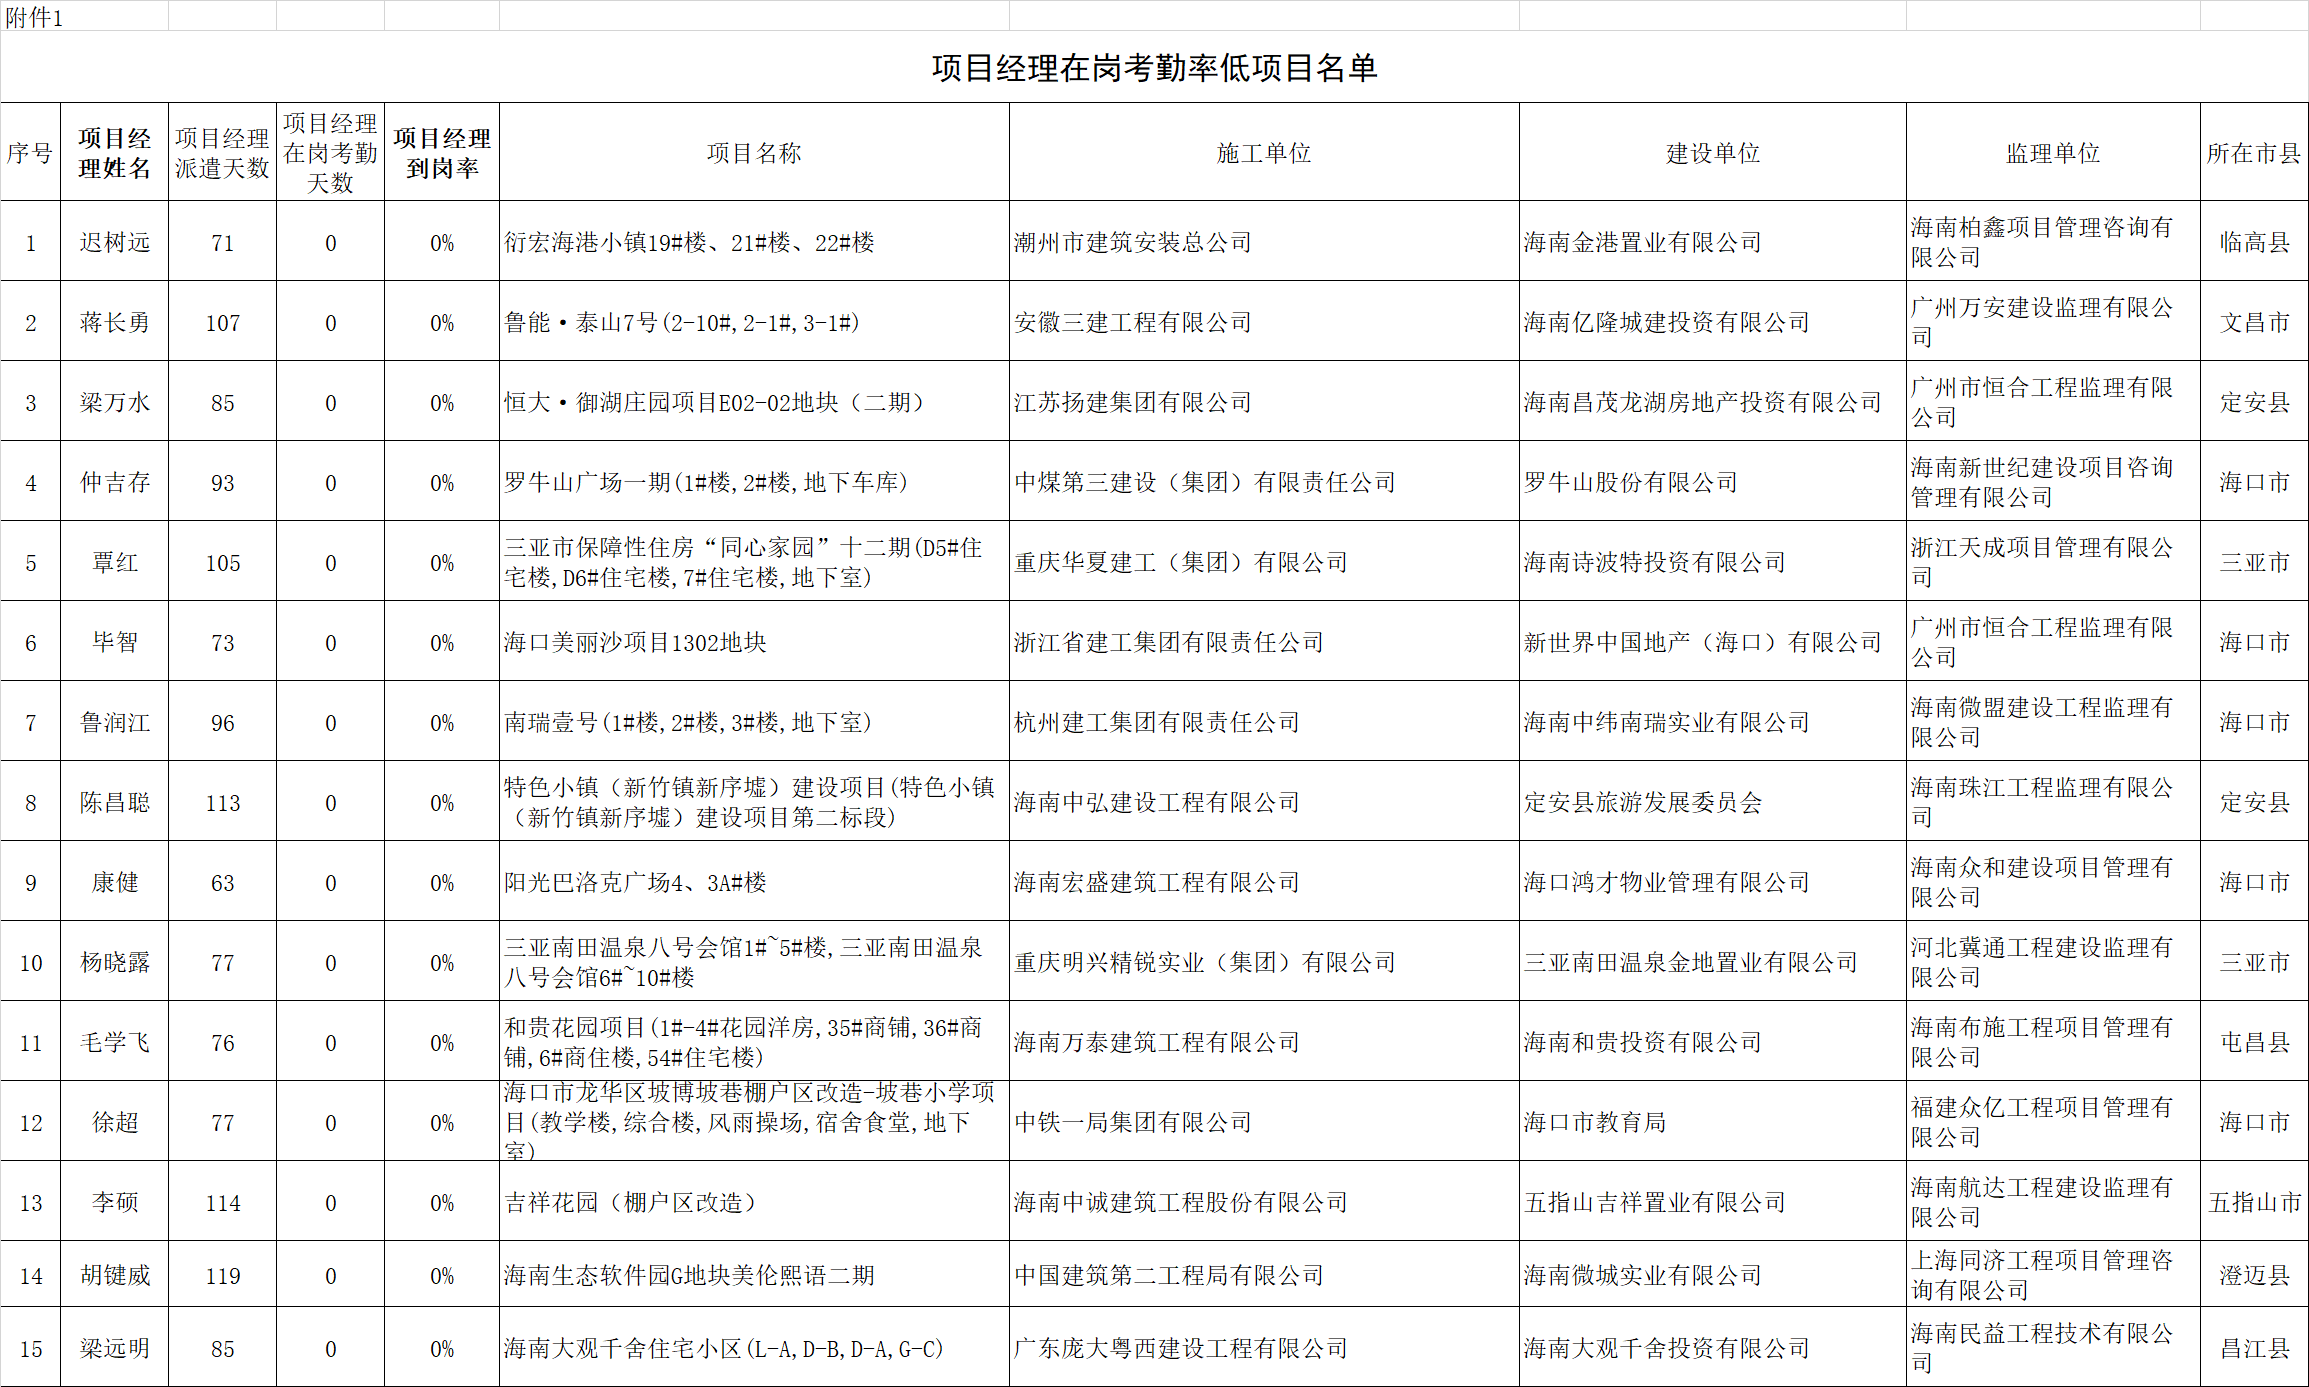 附件1
项目经理在岗考勤率低项目名单
序号 项目经理姓名 项目经理派遣天数 项目经理在岗考勤天数 项目经理到岗率 项目名称 施工单位 建设单位 监理单位 所在市县
1 迟树远 71 0 0% 衍宏海港小镇19#楼、21#楼、22#楼 潮州市建筑安装总公司 海南金港置业有限公司 海南柏鑫项目管理咨询有限公司 临高县
2 蒋长勇 107 0 0% 鲁能·泰山7号(2-10#,2-1#,3-1#) 安徽三建工程有限公司 海南亿隆城建投资有限公司 广州万安建设监理有限公司 文昌市
3 梁万水 85 0 0% 恒大·御湖庄园项目E02-02地块（二期） 江苏扬建集团有限公司 海南昌茂龙湖房地产投资有限公司 广州市恒合工程监理有限公司 定安县
4 仲吉存 93 0 0% 罗牛山广场一期(1#楼,2#楼,地下车库) 中煤第三建设（集团）有限责任公司 罗牛山股份有限公司 海南新世纪建设项目咨询管理有限公司 海口市
5 覃红 105 0 0% 三亚市保障性住房“同心家园”十二期(D5#住宅楼,D6#住宅楼,7#住宅楼,地下室) 重庆华夏建工（集团）有限公司 海南诗波特投资有限公司 浙江天成项目管理有限公司 三亚市
6 毕智 73 0 0% 海口美丽沙项目1302地块 浙江省建工集团有限责任公司 新世界中国地产（海口）有限公司 广州市恒合工程监理有限公司 海口市
7 鲁润江 96 0 0% 南瑞壹号(1#楼,2#楼,3#楼,地下室) 杭州建工集团有限责任公司 海南中纬南瑞实业有限公司 海南微盟建设工程监理有限公司 海口市
8 陈昌聪 113 0 0% 特色小镇（新竹镇新序墟）建设项目(特色小镇（新竹镇新序墟）建设项目第二标段) 海南中弘建设工程有限公司 定安县旅游发展委员会 海南珠江工程监理有限公司 定安县
9 康健 63 0 0% 阳光巴洛克广场4、3A#楼 海南宏盛建筑工程有限公司 海口鸿才物业管理有限公司 海南众和建设项目管理有限公司 海口市
10 杨晓露 77 0 0% 三亚南田温泉八号会馆1#~5#楼,三亚南田温泉八号会馆6#~10#楼 重庆明兴精锐实业（集团）有限公司 三亚南田温泉金地置业有限公司 河北冀通工程建设监理有限公司 三亚市
11 毛学飞 76 0 0% 和贵花园项目(1#-4#花园洋房,35#商铺,36#商铺,6#商住楼,54#住宅楼) 海南万泰建筑工程有限公司 海南和贵投资有限公司 海南布施工程项目管理有限公司 屯昌县
12 徐超 77 0 0% 海口市龙华区坡博坡巷棚户区改造-坡巷小学项目(教学楼,综合楼,风雨操场,宿舍食堂,地下室) 中铁一局集团有限公司 海口市教育局 福建众亿工程项目管理有限公司 海口市
13 李硕 114 0 0% 吉祥花园（棚户区改造） 海南中诚建筑工程股份有限公司 五指山吉祥置业有限公司 海南航达工程建设监理有限公司 五指山市
14 胡键威 119 0 0% 海南生态软件园G地块美伦熙语二期 中国建筑第二工程局有限公司 海南微城实业有限公司 上海同济工程项目管理咨询有限公司 澄迈县
15 梁远明 85 0 0% 海南大观千舍住宅小区(L-A,D-B,D-A,G-C) 广东庞大粤西建设工程有限公司 海南大观千舍投资有限公司 海南民益工程技术有限公司 昌江县